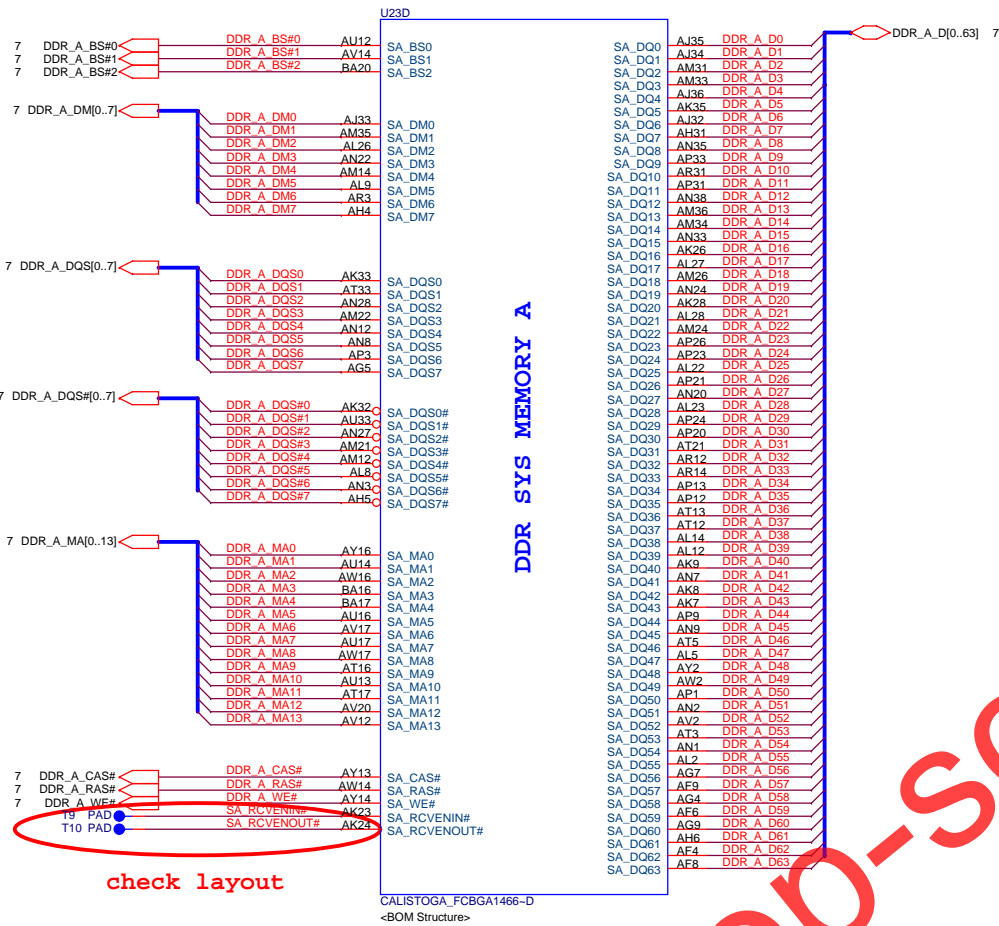 U23D
7 DDR_A_BS#0 DDR_A_BS#0 AU12 SA_BS0
7 DDR_A_BS#1 DDR_A_BS#1 AV14 SA_BS1
7 DDR_A_BS#2 DDR_A_BS#2 BA20 SA_BS2
7 DDR_A_DM[0..7]
DDR_A_DM0 AJ33 SA_DM0
DDR_A_DM1 AM35 SA_DM1
DDR_A_DM2 AL26 SA_DM2
DDR_A_DM3 AN22 SA_DM3
DDR_A_DM4 AM14 SA_DM4
DDR_A_DM5 AL9 SA_DM5
DDR_A_DM6 AR3 SA_DM6
DDR_A_DM7 AH4 SA_DM7
7 DDR_A_DQS[0..7]
DDR_A_DQS0 AK33 SA_DQS0
DDR_A_DQS1 AT33 SA_DQS1
DDR_A_DQS2 AN28 SA_DQS2
DDR_A_DQS3 AM22 SA_DQS3
DDR_A_DQS4 AN12 SA_DQS4
DDR_A_DQS5 AN8 SA_DQS5
DDR_A_DQS6 AP3 SA_DQS6
DDR_A_DQS7 AG5 SA_DQS7
7 DDR_A_DQS#[0..7]
DDR_A_DQS#0 AK32 SA_DQS0#
DDR_A_DQS#1 AU33 SA_DQS1#
DDR_A_DQS#2 AN27 SA_DQS2#
DDR_A_DQS#3 AM21 SA_DQS3#
DDR_A_DQS#4 AM12 SA_DQS4#
DDR_A_DQS#5 AL8 SA_DQS5#
DDR_A_DQS#6 AN3 SA_DQS6#
DDR_A_DQS#7 AH5 SA_DQS7#
7 DDR_A_MA[0..13]
DDR_A_MA0 AY16 SA_MA0
DDR_A_MA1 AU14 SA_MA1
DDR_A_MA2 AW16 SA_MA2
DDR_A_MA3 BA16 SA_MA3
DDR_A_MA4 BA17 SA_MA4
DDR_A_MA5 AU16 SA_MA5
DDR_A_MA6 AV17 SA_MA6
DDR_A_MA7 AU17 SA_MA7
DDR_A_MA8 AW17 SA_MA8
DDR_A_MA9 AT16 SA_MA9
DDR_A_MA10 AU13 SA_MA10
DDR_A_MA11 AT17 SA_MA11
DDR_A_MA12 AV20 SA_MA12
DDR_A_MA13 AV12 SA_MA13
7 DDR_A_CAS# DDR_A_CAS# AY13 SA_CAS#
7 DDR_A_RAS# DDR_A_RAS# AW14 SA_RAS#
7 DDR_A_WE# DDR_A_WE# AY14 SA_WE#
T9 PAD SA_RCVENIN# AK23 SA_RCVENIN#
T10 PAD SA_RCVENOUT# AK24 SA_RCVENOUT#
check layout
DDR SYS MEMORY A
SA_DQ0 AJ35 DDR_A_D0
SA_DQ1 AJ34 DDR_A_D1
SA_DQ2 AM31 DDR_A_D2
SA_DQ3 AM33 DDR_A_D3
SA_DQ4 AJ36 DDR_A_D4
SA_DQ5 AK35 DDR_A_D5
SA_DQ6 AJ32 DDR_A_D6
SA_DQ7 AH31 DDR_A_D7
SA_DQ8 AN35 DDR_A_D8
SA_DQ9 AP33 DDR_A_D9
SA_DQ10 AR31 DDR_A_D10
SA_DQ11 AP31 DDR_A_D11
SA_DQ12 AN38 DDR_A_D12
SA_DQ13 AM36 DDR_A_D13
SA_DQ14 AM34 DDR_A_D14
SA_DQ15 AN33 DDR_A_D15
SA_DQ16 AK26 DDR_A_D16
SA_DQ17 AL27 DDR_A_D17
SA_DQ18 AM26 DDR_A_D18
SA_DQ19 AN24 DDR_A_D19
SA_DQ20 AK28 DDR_A_D20
SA_DQ21 AL28 DDR_A_D21
SA_DQ22 AM24 DDR_A_D22
SA_DQ23 AP26 DDR_A_D23
SA_DQ24 AP23 DDR_A_D24
SA_DQ25 AL22 DDR_A_D25
SA_DQ26 AP21 DDR_A_D26
SA_DQ27 AN20 DDR_A_D27
SA_DQ28 AL23 DDR_A_D28
SA_DQ29 AP24 DDR_A_D29
SA_DQ30 AP20 DDR_A_D30
SA_DQ31 AT21 DDR_A_D31
SA_DQ32 AR12 DDR_A_D32
SA_DQ33 AR14 DDR_A_D33
SA_DQ34 AP13 DDR_A_D34
SA_DQ35 AP12 DDR_A_D35
SA_DQ36 AT13 DDR_A_D36
SA_DQ37 AT12 DDR_A_D37
SA_DQ38 AL14 DDR_A_D38
SA_DQ39 AL12 DDR_A_D39
SA_DQ40 AK9 DDR_A_D40
SA_DQ41 AN7 DDR_A_D41
SA_DQ42 AK8 DDR_A_D42
SA_DQ43 AK7 DDR_A_D43
SA_DQ44 AP9 DDR_A_D44
SA_DQ45 AN9 DDR_A_D45
SA_DQ46 AT5 DDR_A_D46
SA_DQ47 AL5 DDR_A_D47
SA_DQ48 AY2 DDR_A_D48
SA_DQ49 AW2 DDR_A_D49
SA_DQ50 AP1 DDR_A_D50
SA_DQ51 AN2 DDR_A_D51
SA_DQ52 AV2 DDR_A_D52
SA_DQ53 AT3 DDR_A_D53
SA_DQ54 AN1 DDR_A_D54
SA_DQ55 AL2 DDR_A_D55
SA_DQ56 AG7 DDR_A_D56
SA_DQ57 AF9 DDR_A_D57
SA_DQ58 AG4 DDR_A_D58
SA_DQ59 AF6 DDR_A_D59
SA_DQ60 AG9 DDR_A_D60
SA_DQ61 AH6 DDR_A_D61
SA_DQ62 AF4 DDR_A_D62
SA_DQ63 AF8 DDR_A_D63
DDR_A_D[0..63] 7
CALISTOGA_FCBGA1466~D
<BOM Structure>